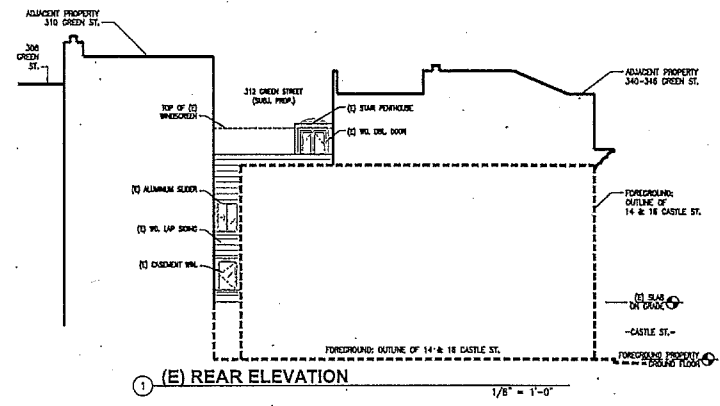 ADJACENT PROPERTY
310 GREEN ST.
308
GREEN
ST.
312 GREEN STREET
(SUBJ. PROP.)
ADJACENT PROPERTY
340-346 GREEN ST.
TOP OF (E)
WINDSCREEN
(E) STAIR PENTHOUSE
(E) WD. DBL. DOOR
(E) ALUMINUM SLIDER
(E) WD. LAP SIDING
(E) CASEMENT WIN.
FOREGROUND:
OUTLINE OF
14 & 16 CASTLE ST.
(E) SLAB
ON GRADE
-CASTLE ST.-
FOREGROUND: OUTLINE OF 14 & 16 CASTLE ST.
FOREGROUND PROPERTY
GROUND FLOOR
1 (E) REAR ELEVATION
1/8" = 1'-0"